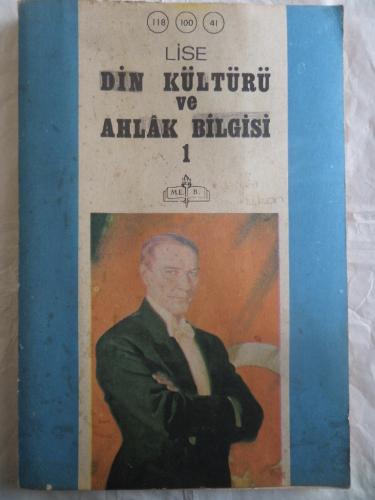 118 100 41
LİSE
DİN KÜLTÜRÜ
ve
AHLÂK BİLGİSİ
1
M.E. B.